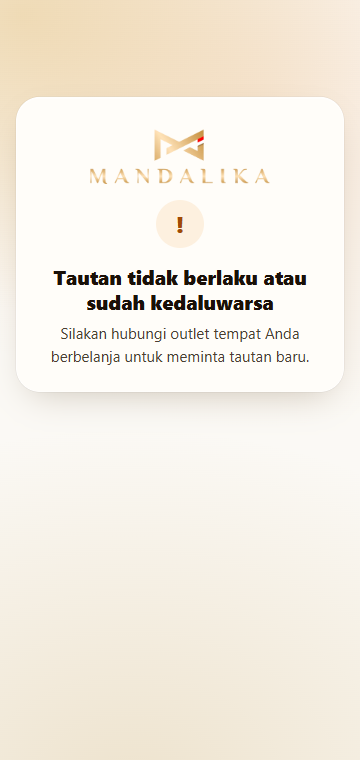 MANDALIKA
!
Tautan tidak berlaku atau
sudah kedaluwarsa
Silakan hubungi outlet tempat Anda
berbelanja untuk meminta tautan baru.